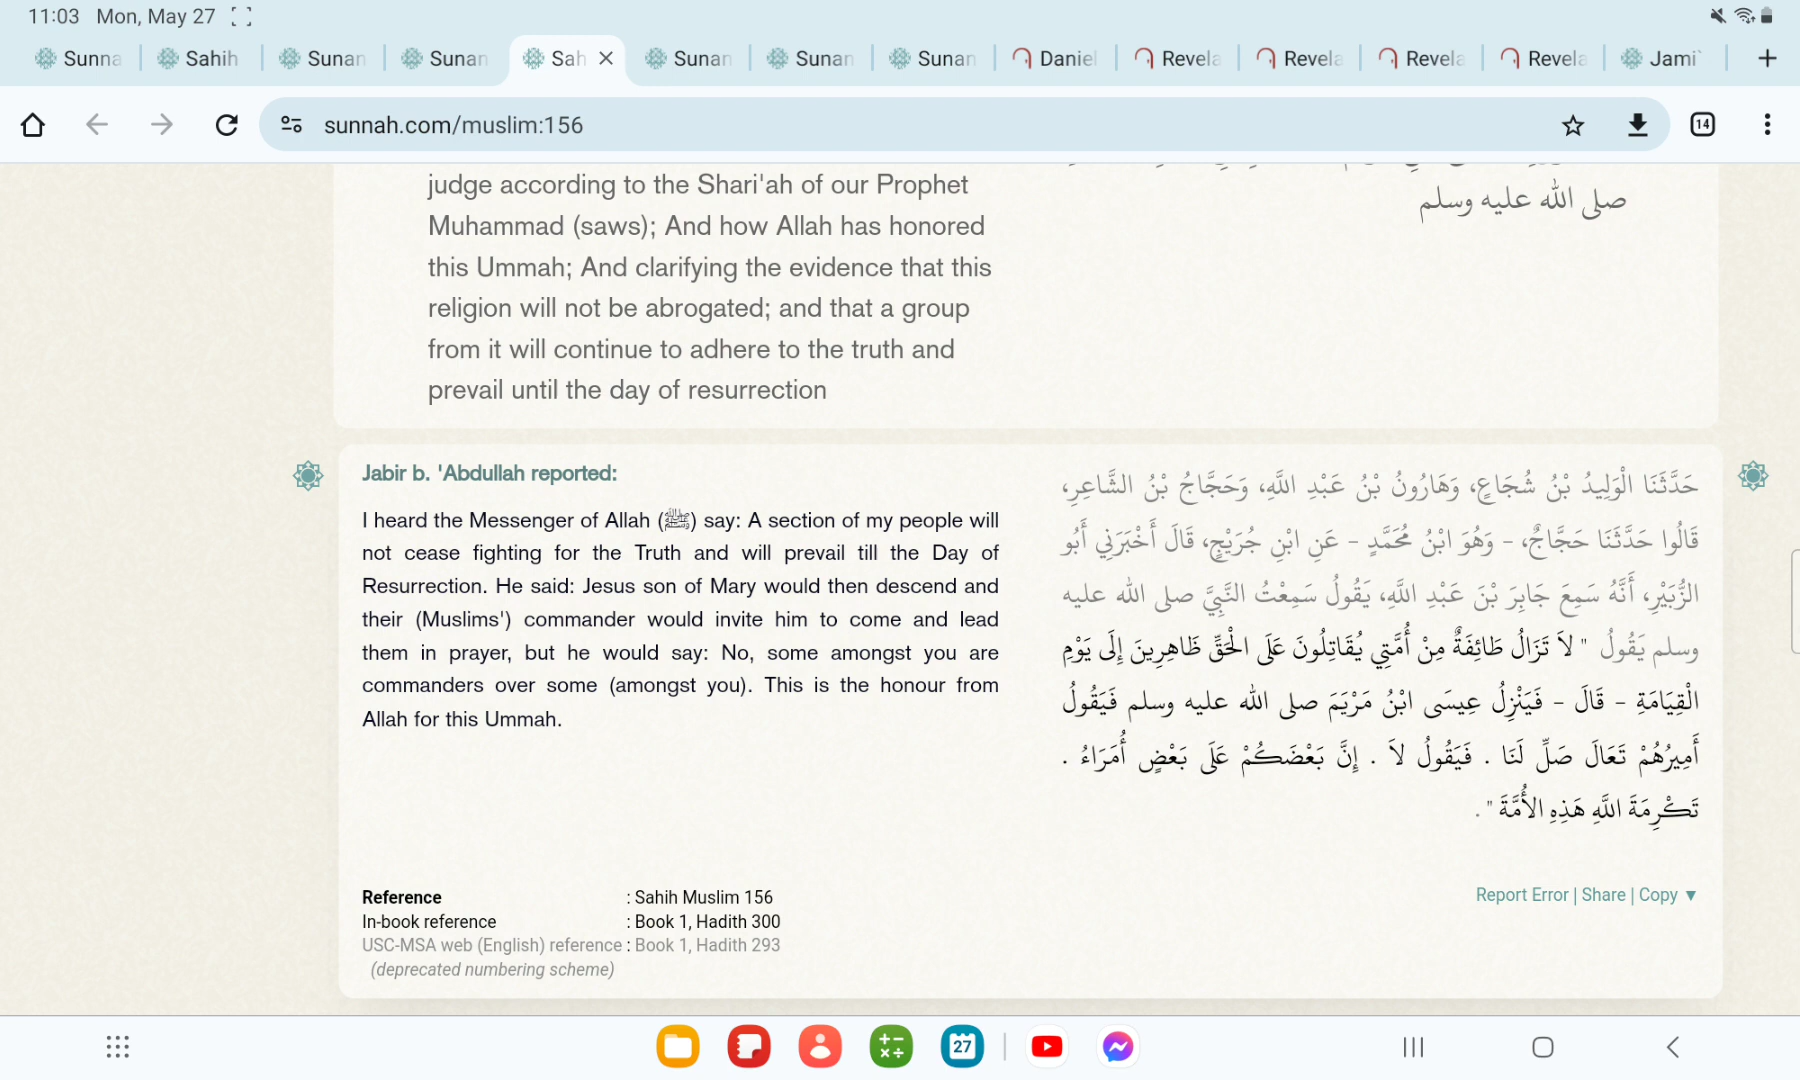 11:03 Mon, May 27
Sunna
Sahih
Sunan
Sunan
Sah
Sunan
Sunan
Sunan
Daniel
Revela
Revela
Revela
Revela
Jami`
sunnah.com/muslim:156
14
judge according to the Shari'ah of our Prophet
Muhammad (saws); And how Allah has honored
this Ummah; And clarifying the evidence that this
religion will not be abrogated; and that a group
from it will continue to adhere to the truth and
prevail until the day of resurrection
صلى الله عليه وسلم
Jabir b. 'Abdullah reported:
I heard the Messenger of Allah (ﷺ) say: A section of my people will
not cease fighting for the Truth and will prevail till the Day of
Resurrection. He said: Jesus son of Mary would then descend and
their (Muslims') commander would invite him to come and lead
them in prayer, but he would say: No, some amongst you are
commanders over some (amongst you). This is the honour from
Allah for this Ummah.
حَدَّثَنَا الْوَلِيدُ بْنُ شُجَاعٍ، وَهَارُونُ بْنُ عَبْدِ اللَّهِ، وَحَجَّاجُ بْنُ الشَّاعِرِ،
قَالُوا حَدَّثَنَا حَجَّاجٌ، - وَهُوَ ابْنُ مُحَمَّدٍ - عَنِ ابْنِ جُرَيْجٍ، قَالَ أَخْبَرَنِي أَبُو
الزُّبَيْرِ، أَنَّهُ سَمِعَ جَابِرَ بْنَ عَبْدِ اللَّهِ، يَقُولُ سَمِعْتُ النَّبِيَّ صلى الله عليه
وسلم يَقُولُ " لاَ تَزَالُ طَائِفَةٌ مِنْ أُمَّتِي يُقَاتِلُونَ عَلَى الْحَقِّ ظَاهِرِينَ إِلَى يَوْمِ
الْقِيَامَةِ - قَالَ - فَيَنْزِلُ عِيسَى ابْنُ مَرْيَمَ صلى الله عليه وسلم فَيَقُولُ
أَمِيرُهُمْ تَعَالَ صَلِّ لَنَا . فَيَقُولُ لاَ . إِنَّ بَعْضَكُمْ عَلَى بَعْضٍ أُمَرَاءُ .
تَكْرِمَةَ اللَّهِ هَذِهِ الأُمَّةَ " .
Reference : Sahih Muslim 156
In-book reference : Book 1, Hadith 300
USC-MSA web (English) reference : Book 1, Hadith 293
(deprecated numbering scheme)
Report Error | Share | Copy ▼
27